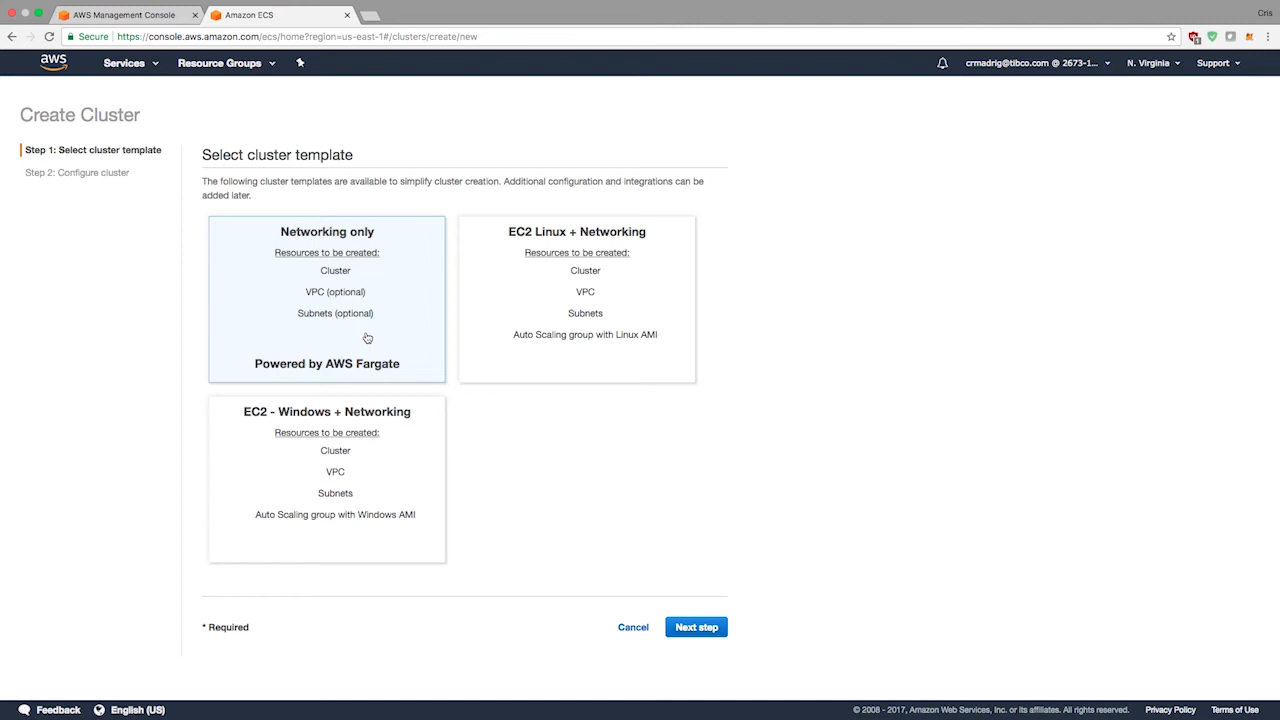 AWS Management Console
Amazon ECS
Cris
Secure
https://console.aws.amazon.com/ecs/home?region=us-east-1#/clusters/create/new
aws
Services
Resource Groups
crmadrig@tibco.com @ 2673-1...
N. Virginia
Support
Create Cluster
Step 1: Select cluster template
Step 2: Configure cluster
Select cluster template
The following cluster templates are available to simplify cluster creation. Additional configuration and integrations can be
added later.
Networking only
Resources to be created:
Cluster
VPC (optional)
Subnets (optional)
Powered by AWS Fargate
EC2 Linux + Networking
Resources to be created:
Cluster
VPC
Subnets
Auto Scaling group with Linux AMI
EC2 - Windows + Networking
Resources to be created:
Cluster
VPC
Subnets
Auto Scaling group with Windows AMI
* Required
Cancel
Next step
Feedback
English (US)
© 2008 - 2017, Amazon Web Services, Inc. or its affiliates. All rights reserved.
Privacy Policy
Terms of Use